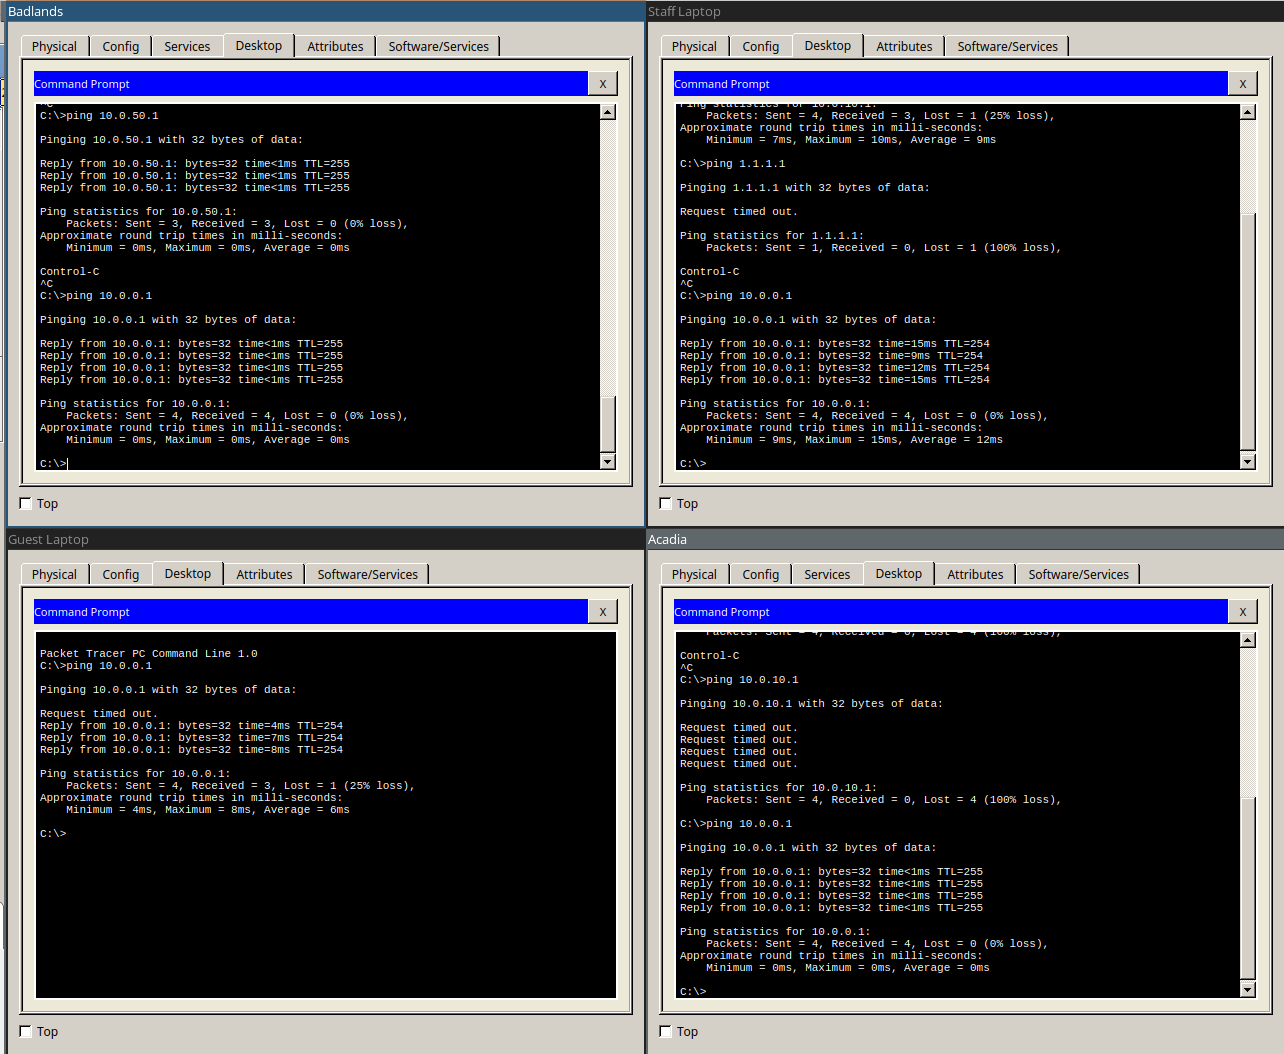 Badlands
Physical Config Services Desktop Attributes Software/Services
Command Prompt X
^C
C:\>ping 10.0.50.1
Pinging 10.0.50.1 with 32 bytes of data:
Reply from 10.0.50.1: bytes=32 time<1ms TTL=255
Reply from 10.0.50.1: bytes=32 time<1ms TTL=255
Reply from 10.0.50.1: bytes=32 time<1ms TTL=255
Ping statistics for 10.0.50.1:
Packets: Sent = 3, Received = 3, Lost = 0 (0% loss),
Approximate round trip times in milli-seconds:
Minimum = 0ms, Maximum = 0ms, Average = 0ms
Control-C
^C
C:\>ping 10.0.0.1
Pinging 10.0.0.1 with 32 bytes of data:
Reply from 10.0.0.1: bytes=32 time<1ms TTL=255
Reply from 10.0.0.1: bytes=32 time<1ms TTL=255
Reply from 10.0.0.1: bytes=32 time<1ms TTL=255
Reply from 10.0.0.1: bytes=32 time<1ms TTL=255
Ping statistics for 10.0.0.1:
Packets: Sent = 4, Received = 4, Lost = 0 (0% loss),
Approximate round trip times in milli-seconds:
Minimum = 0ms, Maximum = 0ms, Average = 0ms
C:\>
Top
Staff Laptop
Physical Config Desktop Attributes Software/Services
Command Prompt X
Ping statistics for 10.0.10.1:
Packets: Sent = 4, Received = 3, Lost = 1 (25% loss),
Approximate round trip times in milli-seconds:
Minimum = 7ms, Maximum = 10ms, Average = 9ms
C:\>ping 1.1.1.1
Pinging 1.1.1.1 with 32 bytes of data:
Request timed out.
Ping statistics for 1.1.1.1:
Packets: Sent = 1, Received = 0, Lost = 1 (100% loss),
Control-C
^C
C:\>ping 10.0.0.1
Pinging 10.0.0.1 with 32 bytes of data:
Reply from 10.0.0.1: bytes=32 time=15ms TTL=254
Reply from 10.0.0.1: bytes=32 time=9ms TTL=254
Reply from 10.0.0.1: bytes=32 time=12ms TTL=254
Reply from 10.0.0.1: bytes=32 time=15ms TTL=254
Ping statistics for 10.0.0.1:
Packets: Sent = 4, Received = 4, Lost = 0 (0% loss),
Approximate round trip times in milli-seconds:
Minimum = 9ms, Maximum = 15ms, Average = 12ms
C:\>
Top
Guest Laptop
Physical Config Desktop Attributes Software/Services
Command Prompt X
Packet Tracer PC Command Line 1.0
C:\>ping 10.0.0.1
Pinging 10.0.0.1 with 32 bytes of data:
Request timed out.
Reply from 10.0.0.1: bytes=32 time=4ms TTL=254
Reply from 10.0.0.1: bytes=32 time=7ms TTL=254
Reply from 10.0.0.1: bytes=32 time=8ms TTL=254
Ping statistics for 10.0.0.1:
Packets: Sent = 4, Received = 3, Lost = 1 (25% loss),
Approximate round trip times in milli-seconds:
Minimum = 4ms, Maximum = 8ms, Average = 6ms
C:\>
Top
Acadia
Physical Config Services Desktop Attributes Software/Services
Command Prompt X
Packets: Sent = 4, Received = 0, Lost = 4 (100% loss),
Control-C
^C
C:\>ping 10.0.10.1
Pinging 10.0.10.1 with 32 bytes of data:
Request timed out.
Request timed out.
Request timed out.
Request timed out.
Ping statistics for 10.0.10.1:
Packets: Sent = 4, Received = 0, Lost = 4 (100% loss),
C:\>ping 10.0.0.1
Pinging 10.0.0.1 with 32 bytes of data:
Reply from 10.0.0.1: bytes=32 time<1ms TTL=255
Reply from 10.0.0.1: bytes=32 time<1ms TTL=255
Reply from 10.0.0.1: bytes=32 time<1ms TTL=255
Reply from 10.0.0.1: bytes=32 time<1ms TTL=255
Ping statistics for 10.0.0.1:
Packets: Sent = 4, Received = 4, Lost = 0 (0% loss),
Approximate round trip times in milli-seconds:
Minimum = 0ms, Maximum = 0ms, Average = 0ms
C:\>
Top